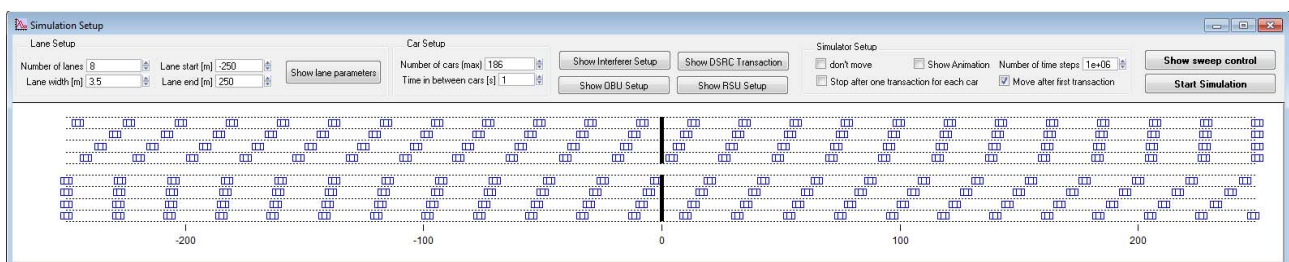 Simulation Setup
Lane Setup
Number of lanes 8 Lane start [m] -250
Lane width [m] 3.5 Lane end [m] 250
Show lane parameters
Car Setup
Number of cars (max) 186
Time in between cars [s] 1
Show Interferer Setup Show DSRC Transaction
Show OBU Setup Show RSU Setup
Simulator Setup
don't move Show Animation Number of time steps 1e+06
Stop after one transaction for each car Move after first transaction
Show sweep control
Start Simulation
-200 -100 0 100 200